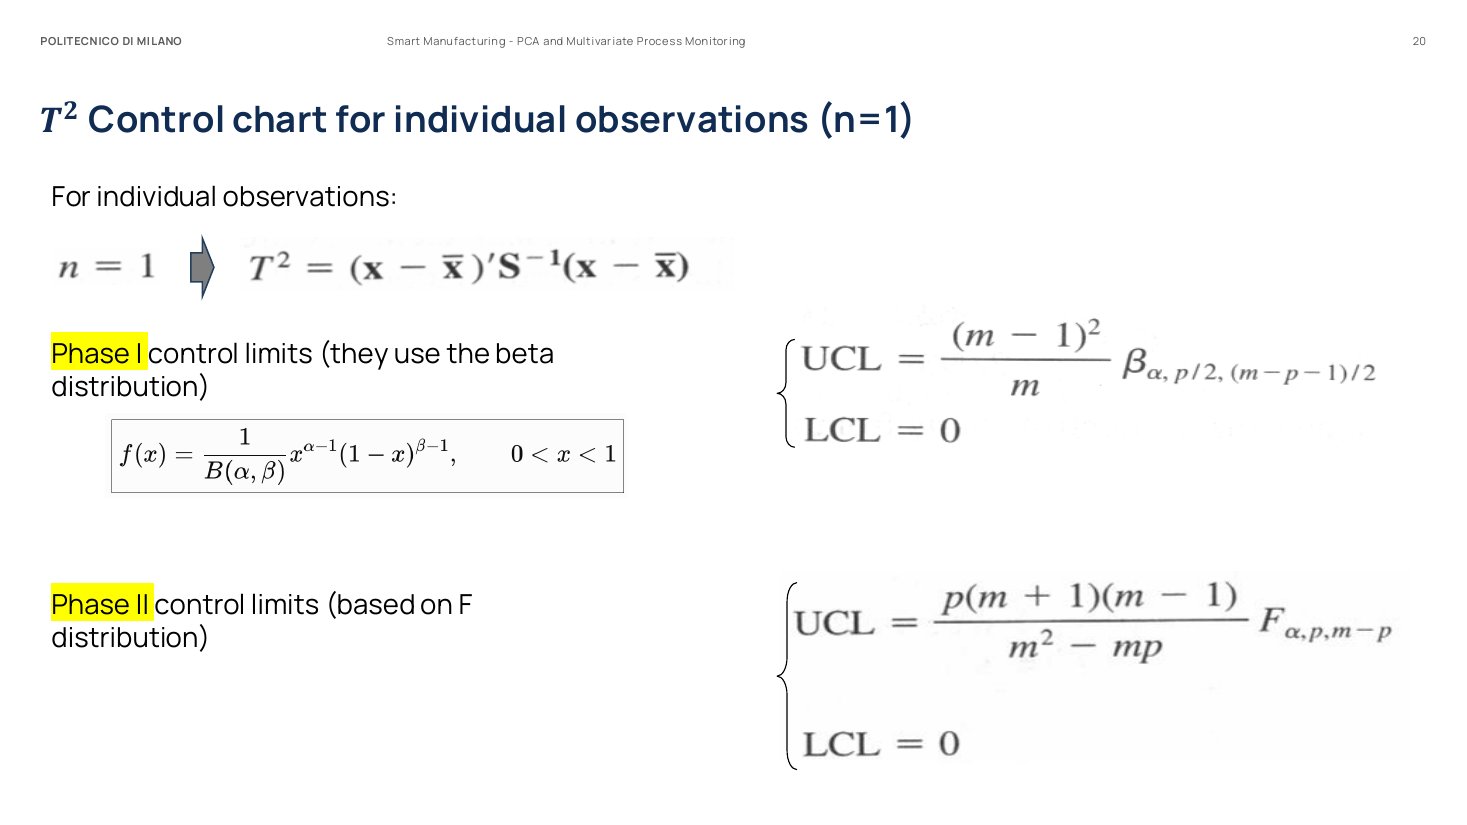 POLITECNICO DI MILANO
Smart Manufacturing - PCA and Multivariate Process Monitoring
20
T² Control chart for individual observations (n=1)
For individual observations:
n = 1
T² = (x − x̅)′S⁻¹(x − x̅)
Phase I control limits (they use the beta
distribution)
f(x) = 1/B(α, β) x^{α−1}(1 − x)^{β−1}, 0 < x < 1
UCL = (m − 1)²/m β_{α, p/2, (m−p−1)/2}
LCL = 0
Phase II control limits (based on F
distribution)
UCL = p(m + 1)(m − 1)/(m² − mp) F_{α,p,m−p}
LCL = 0